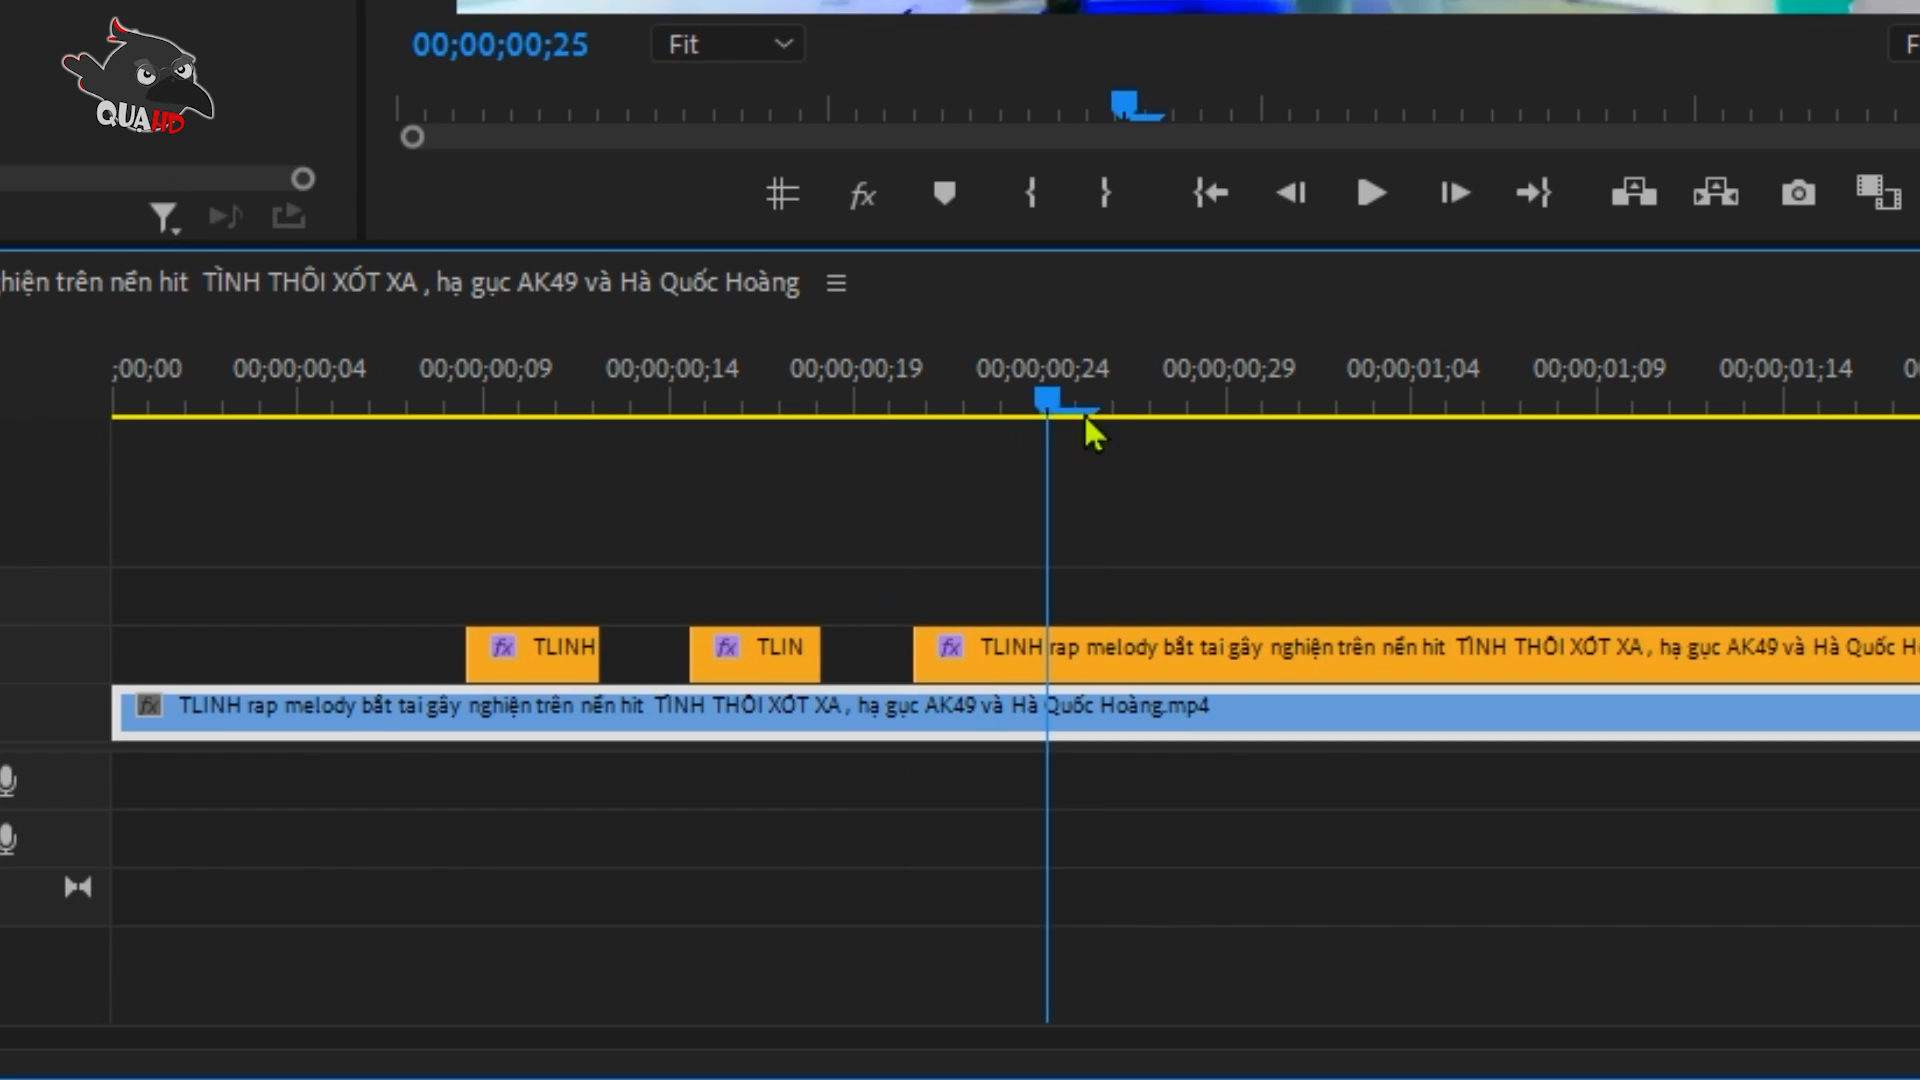 QUAHD
00;00;00;25
Fit
F
fx
hiện trên nền hit TÌNH THÔI XÓT XA , hạ gục AK49 và Hà Quốc Hoàng
;00;00 00;00;00;04 00;00;00;09 00;00;00;14 00;00;00;19 00;00;00;24 00;00;00;29 00;00;01;04 00;00;01;09 00;00;01;14 00
fx TLINH fx TLIN fx TLINH rap melody bắt tai gây nghiện trên nền hit TÌNH THÔI XÓT XA , hạ gục AK49 và Hà Quốc H
fx TLINH rap melody bắt tai gây nghiện trên nền hit TÌNH THÔI XÓT XA , hạ gục AK49 và Hà Quốc Hoàng.mp4